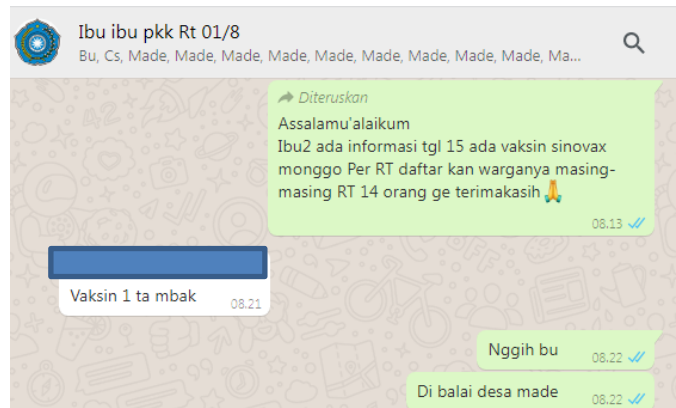 Ibu ibu pkk Rt 01/8
Bu, Cs, Made, Made, Made, Made, Made, Made, Made, Made, Made, Ma...
Diteruskan
Assalamu'alaikum
Ibu2 ada informasi tgl 15 ada vaksin sinovax
monggo Per RT daftar kan warganya masing-
masing RT 14 orang ge terimakasih🙏
08.13
Vaksin 1 ta mbak 08.21
Nggih bu 08.22
Di balai desa made 08.22